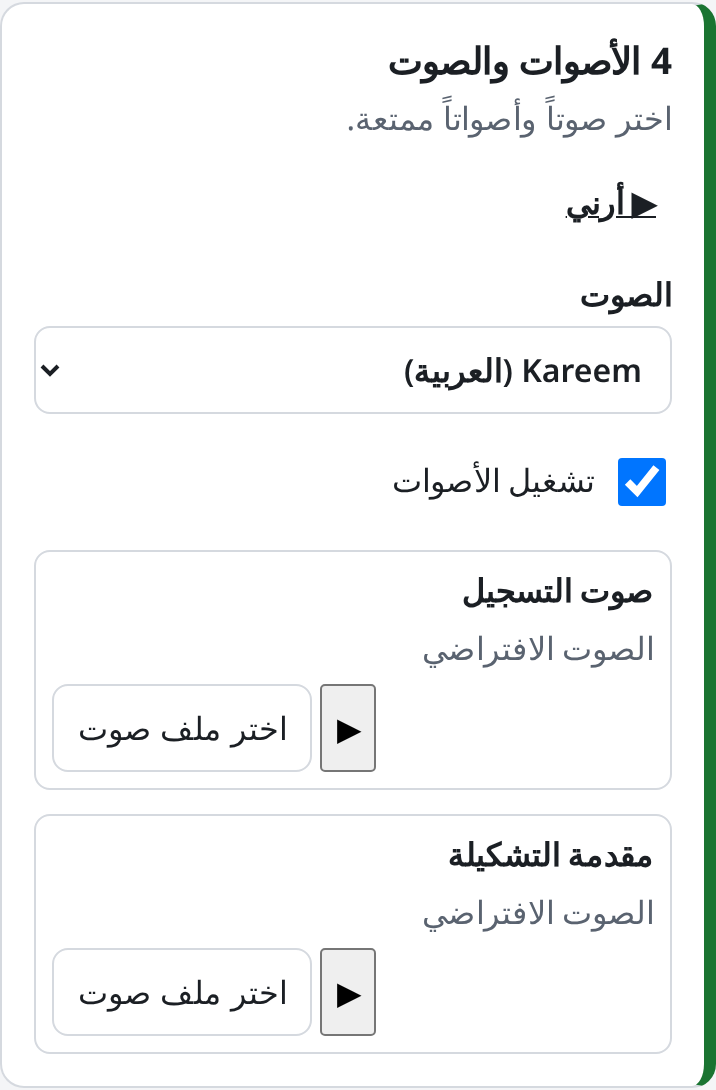 4 الأصوات والصوت
اختر صوتاً وأصواتاً ممتعة.
▶ أرني
الصوت
Kareem (العربية)
تشغيل الأصوات
صوت التسجيل
الصوت الافتراضي
▶ اختر ملف صوت
مقدمة التشكيلة
الصوت الافتراضي
▶ اختر ملف صوت